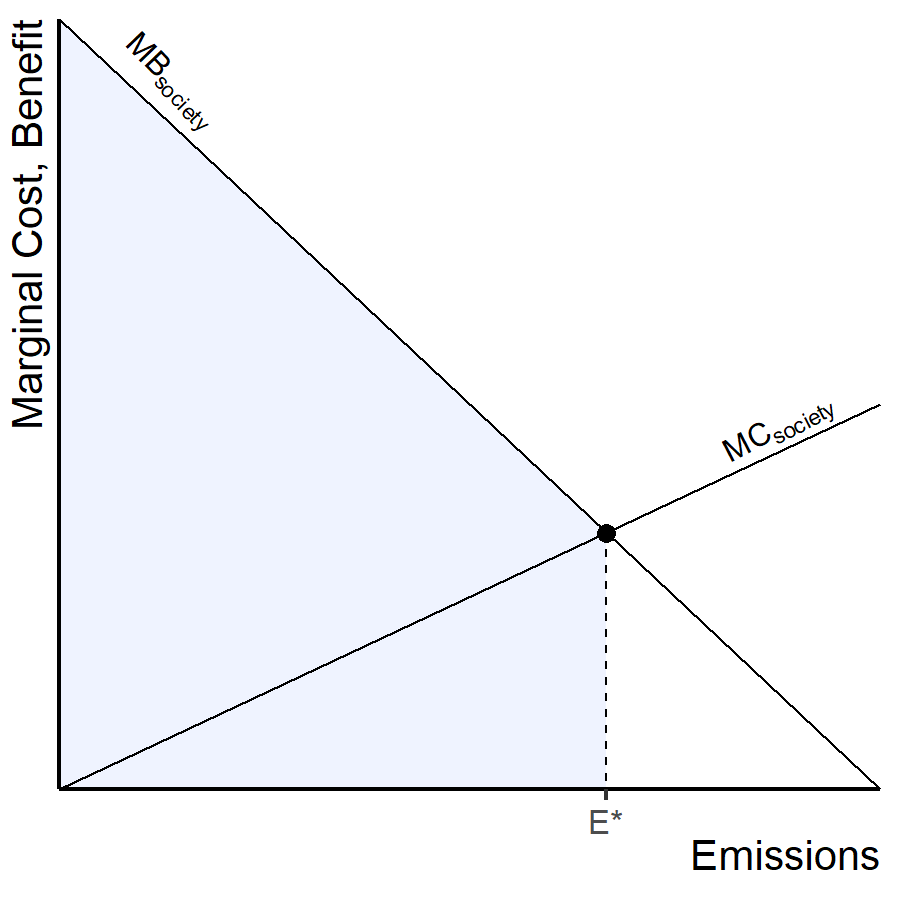 Marginal Cost, Benefit
MBsociety
MCsociety
E*
Emissions